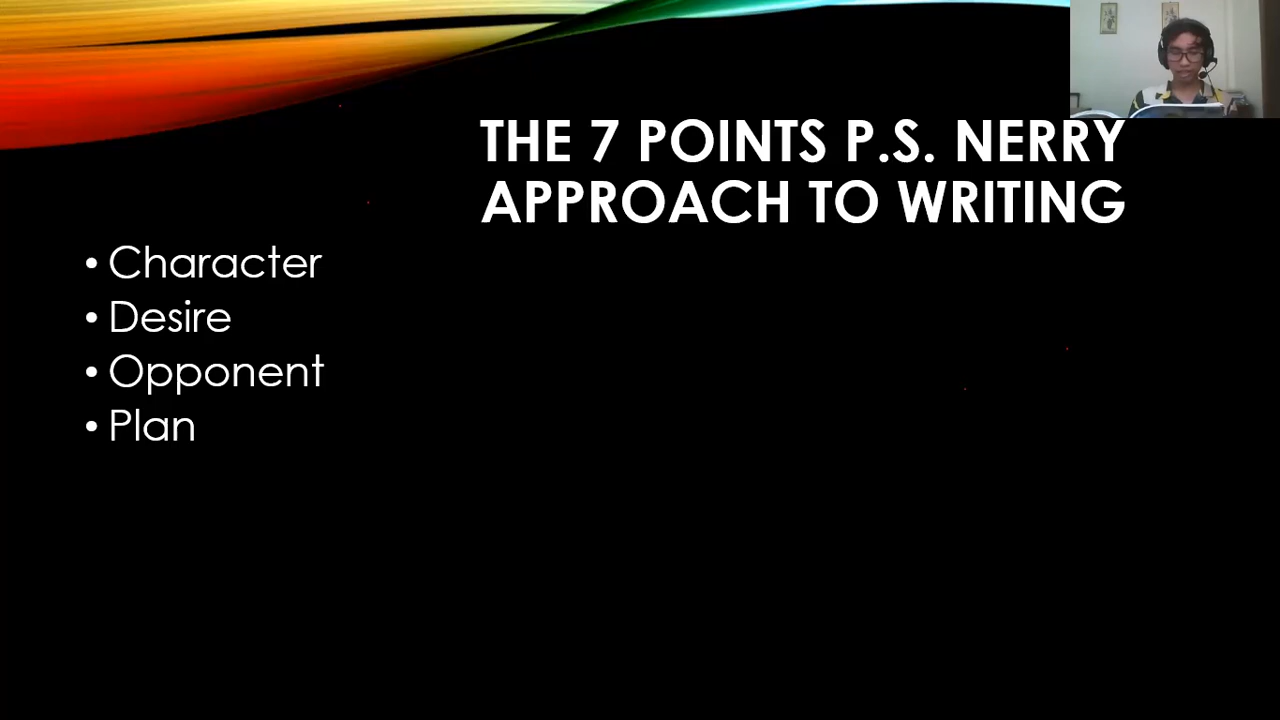 THE 7 POINTS P.S. NERRY
APPROACH TO WRITING
• Character
• Desire
• Opponent
• Plan